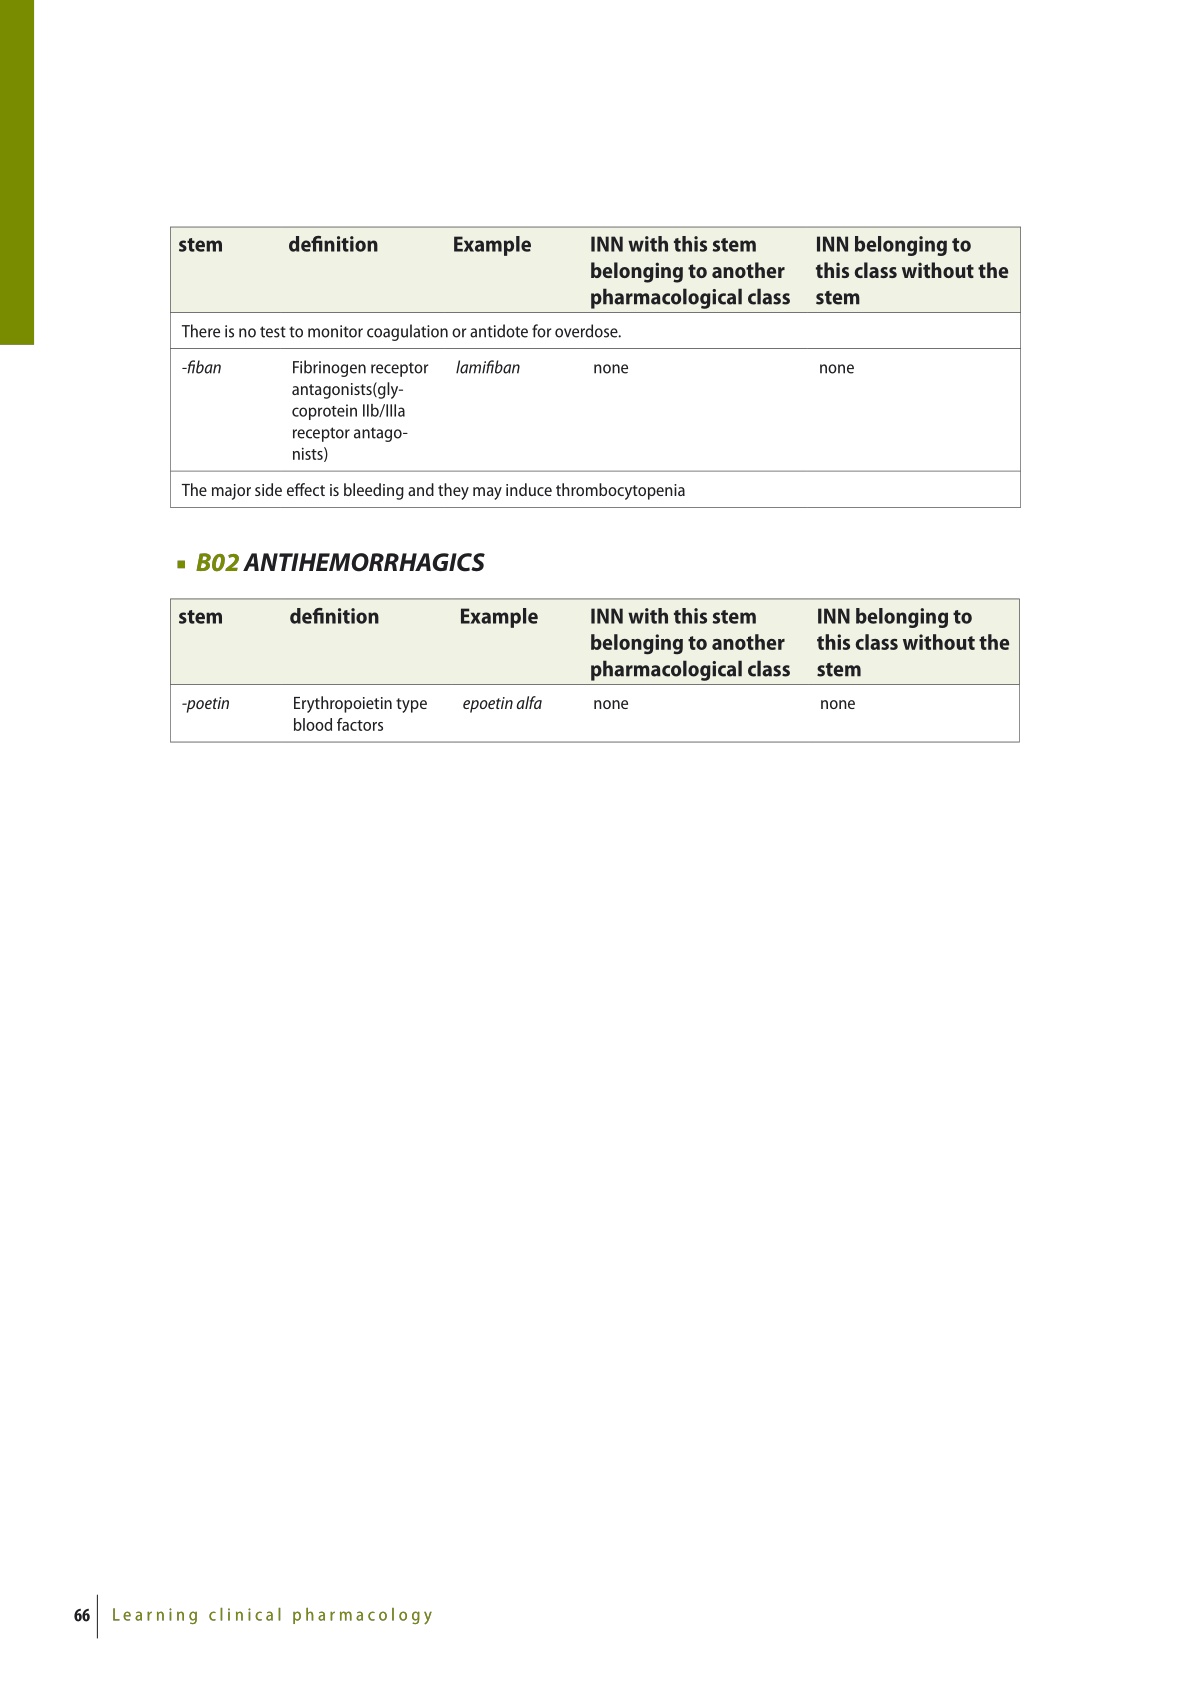 stem definition Example INN with this stem INN belonging to
belonging to another this class without the
pharmacological class stem
There is no test to monitor coagulation or antidote for overdose.
-fiban Fibrinogen receptor lamifiban none none
antagonists(gly-
coprotein IIb/IIIa
receptor antago-
nists)
The major side effect is bleeding and they may induce thrombocytopenia
▪ B02 ANTIHEMORRHAGICS
stem definition Example INN with this stem INN belonging to
belonging to another this class without the
pharmacological class stem
-poetin Erythropoietin type epoetin alfa none none
blood factors
66 Learning clinical pharmacology